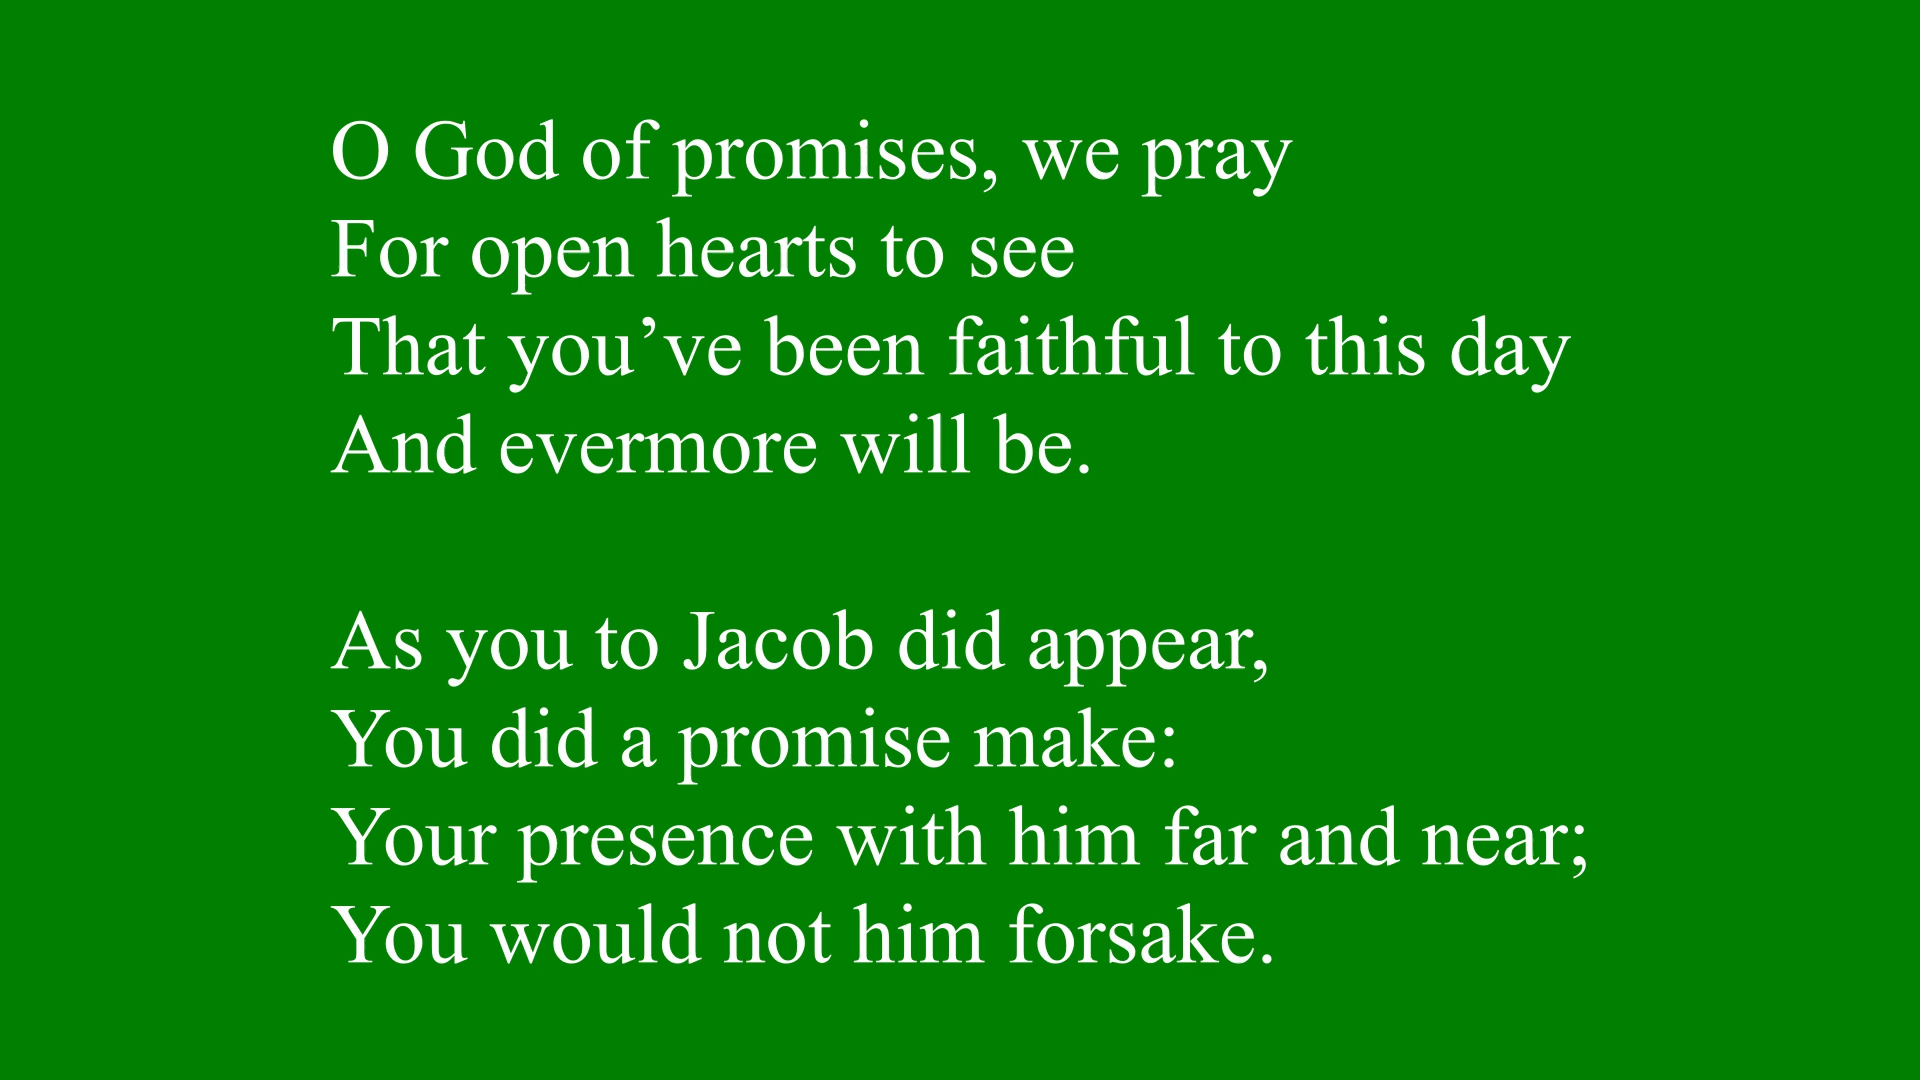 O God of promises, we pray
For open hearts to see
That you’ve been faithful to this day
And evermore will be.

As you to Jacob did appear,
You did a promise make:
Your presence with him far and near;
You would not him forsake.